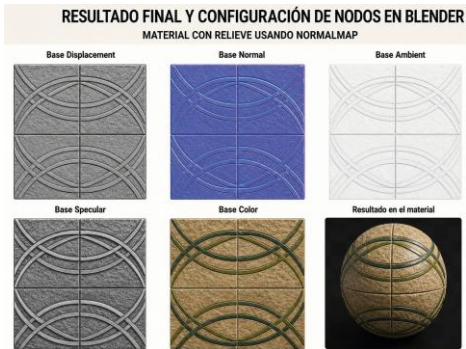 RESULTADO FINAL Y CONFIGURACIÓN DE NODOS EN BLENDER
MATERIAL CON RELIEVE USANDO NORMALMAP
Base Displacement
Base Normal
Base Ambient
Base Specular
Base Color
Resultado en el material